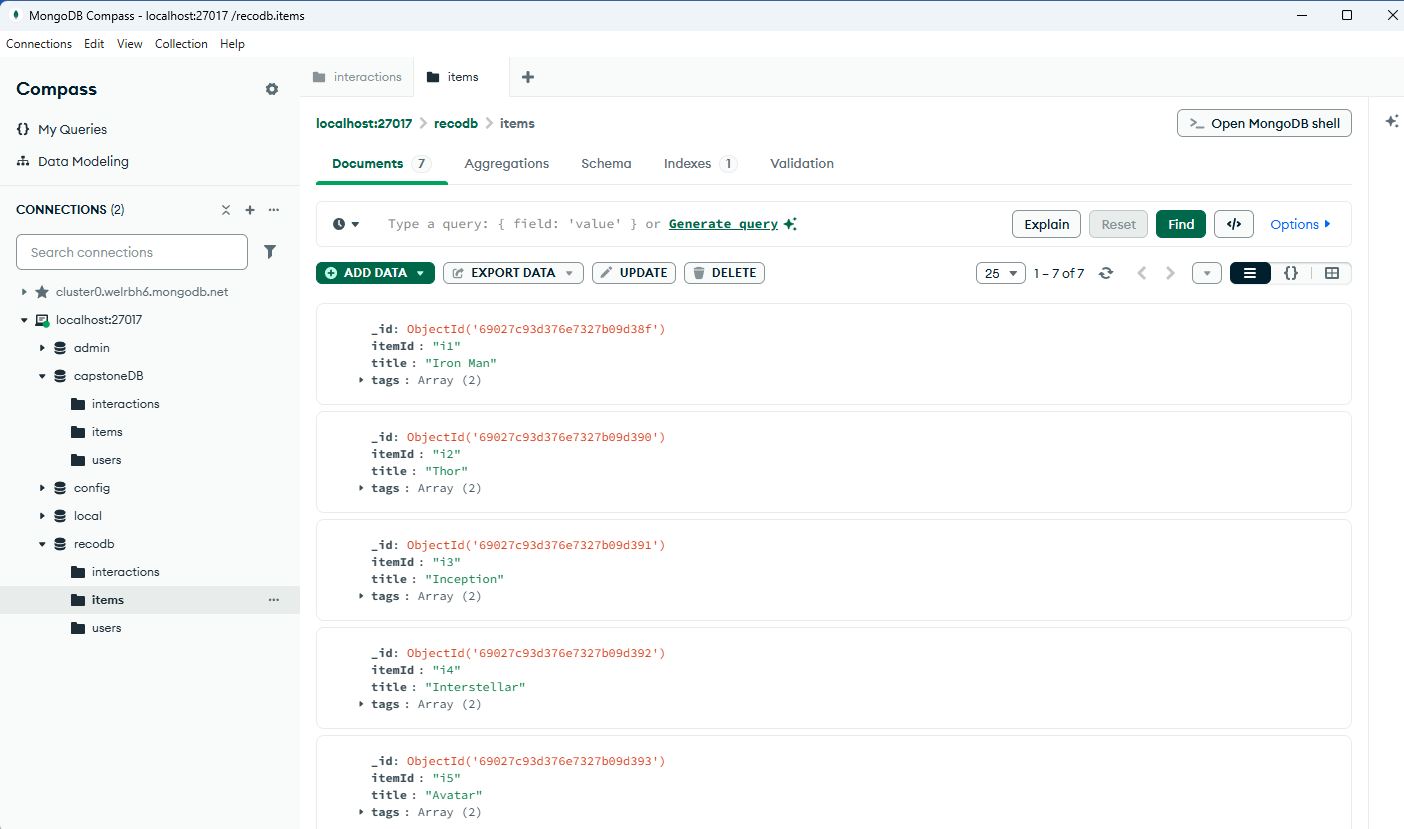 MongoDB Compass - localhost:27017 /recodb.items
Connections Edit View Collection Help
Compass
{} My Queries
Data Modeling
CONNECTIONS (2)
Search connections
cluster0.welrbh6.mongodb.net
localhost:27017
admin
capstoneDB
interactions
items
users
config
local
recodb
interactions
items
users
interactions items
localhost:27017 > recodb > items
>_ Open MongoDB shell
Documents 7 Aggregations Schema Indexes 1 Validation
Type a query: { field: 'value' } or Generate query
Explain Reset Find </> Options
ADD DATA EXPORT DATA UPDATE DELETE
25 1 – 7 of 7 {}
_id: ObjectId('69027c93d376e7327b09d38f')
itemId : "i1"
title : "Iron Man"
tags : Array (2)
_id: ObjectId('69027c93d376e7327b09d390')
itemId : "i2"
title : "Thor"
tags : Array (2)
_id: ObjectId('69027c93d376e7327b09d391')
itemId : "i3"
title : "Inception"
tags : Array (2)
_id: ObjectId('69027c93d376e7327b09d392')
itemId : "i4"
title : "Interstellar"
tags : Array (2)
_id: ObjectId('69027c93d376e7327b09d393')
itemId : "i5"
title : "Avatar"
tags : Array (2)